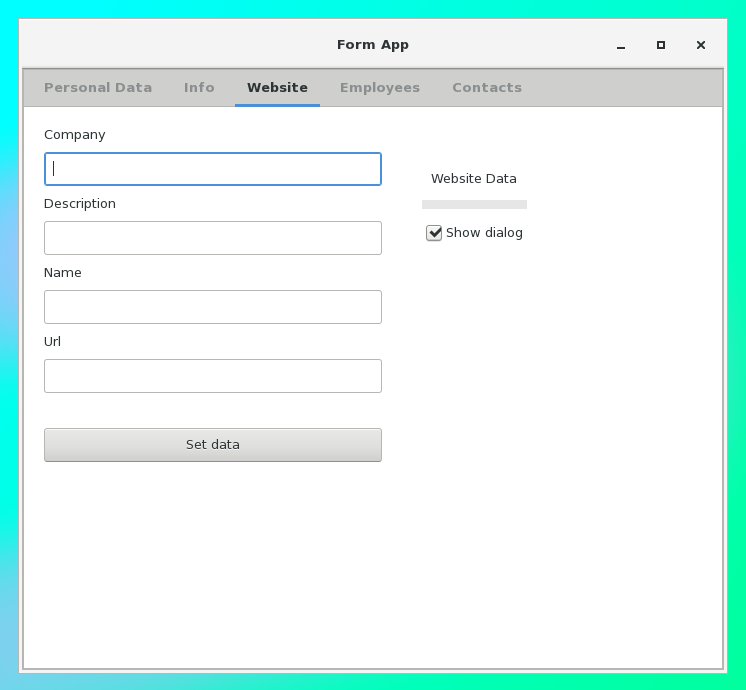 Form App
Personal Data Info Website Employees Contacts
Company
Website Data
Description
Show dialog
Name
Url
Set data